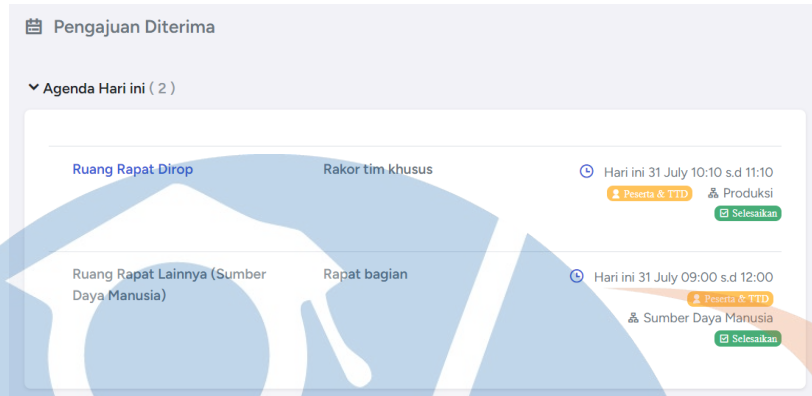 Pengajuan Diterima
Agenda Hari ini ( 2 )
Ruang Rapat Dirop
Rakor tim khusus
Hari ini 31 July 10:10 s.d 11:10
Peserta & TTD
Produksi
Selesaikan
Ruang Rapat Lainnya (Sumber
Daya Manusia)
Rapat bagian
Hari ini 31 July 09:00 s.d 12:00
Peserta & TTD
Sumber Daya Manusia
Selesaikan